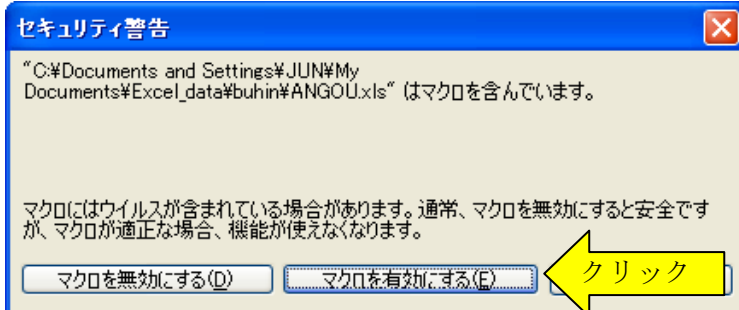 セキュリティ警告
"C:¥Documents and Settings¥JUN¥My
Documents¥Excel_data¥buhin¥ANGOU.xls" はマクロを含んでいます。
マクロにはウイルスが含まれている場合があります。通常、マクロを無効にすると安全です
が、マクロが適正な場合、機能が使えなくなります。
マクロを無効にする(D) マクロを有効にする(E) クリック